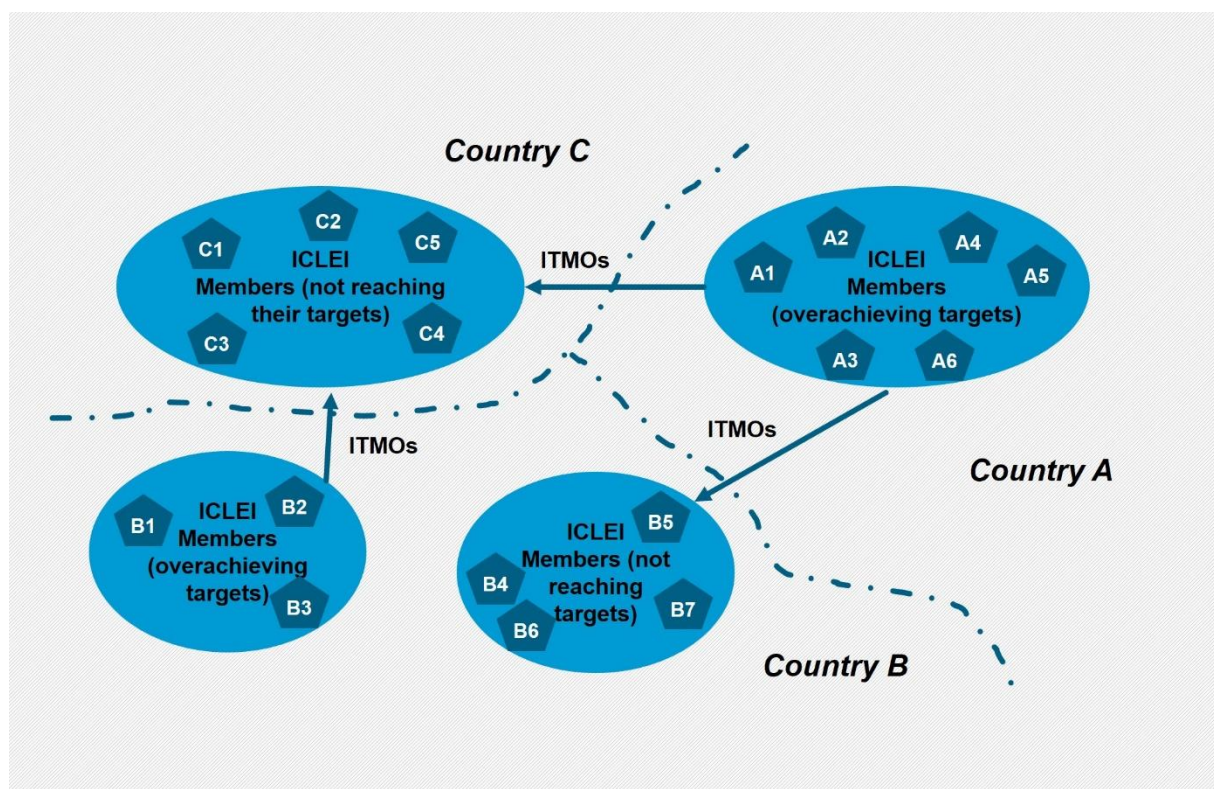 Country C
C1
C2
C5
ICLEI
Members (not reaching
their targets)
C3
C4
ITMOs
A1
A2
A4
A5
ICLEI
Members
(overachieving targets)
A3
A6
ITMOs
ITMOs
Country A
B1
B2
ICLEI
Members
(overachieving
targets)
B3
B5
ICLEI
Members (not
reaching
targets)
B4
B6
B7
Country B